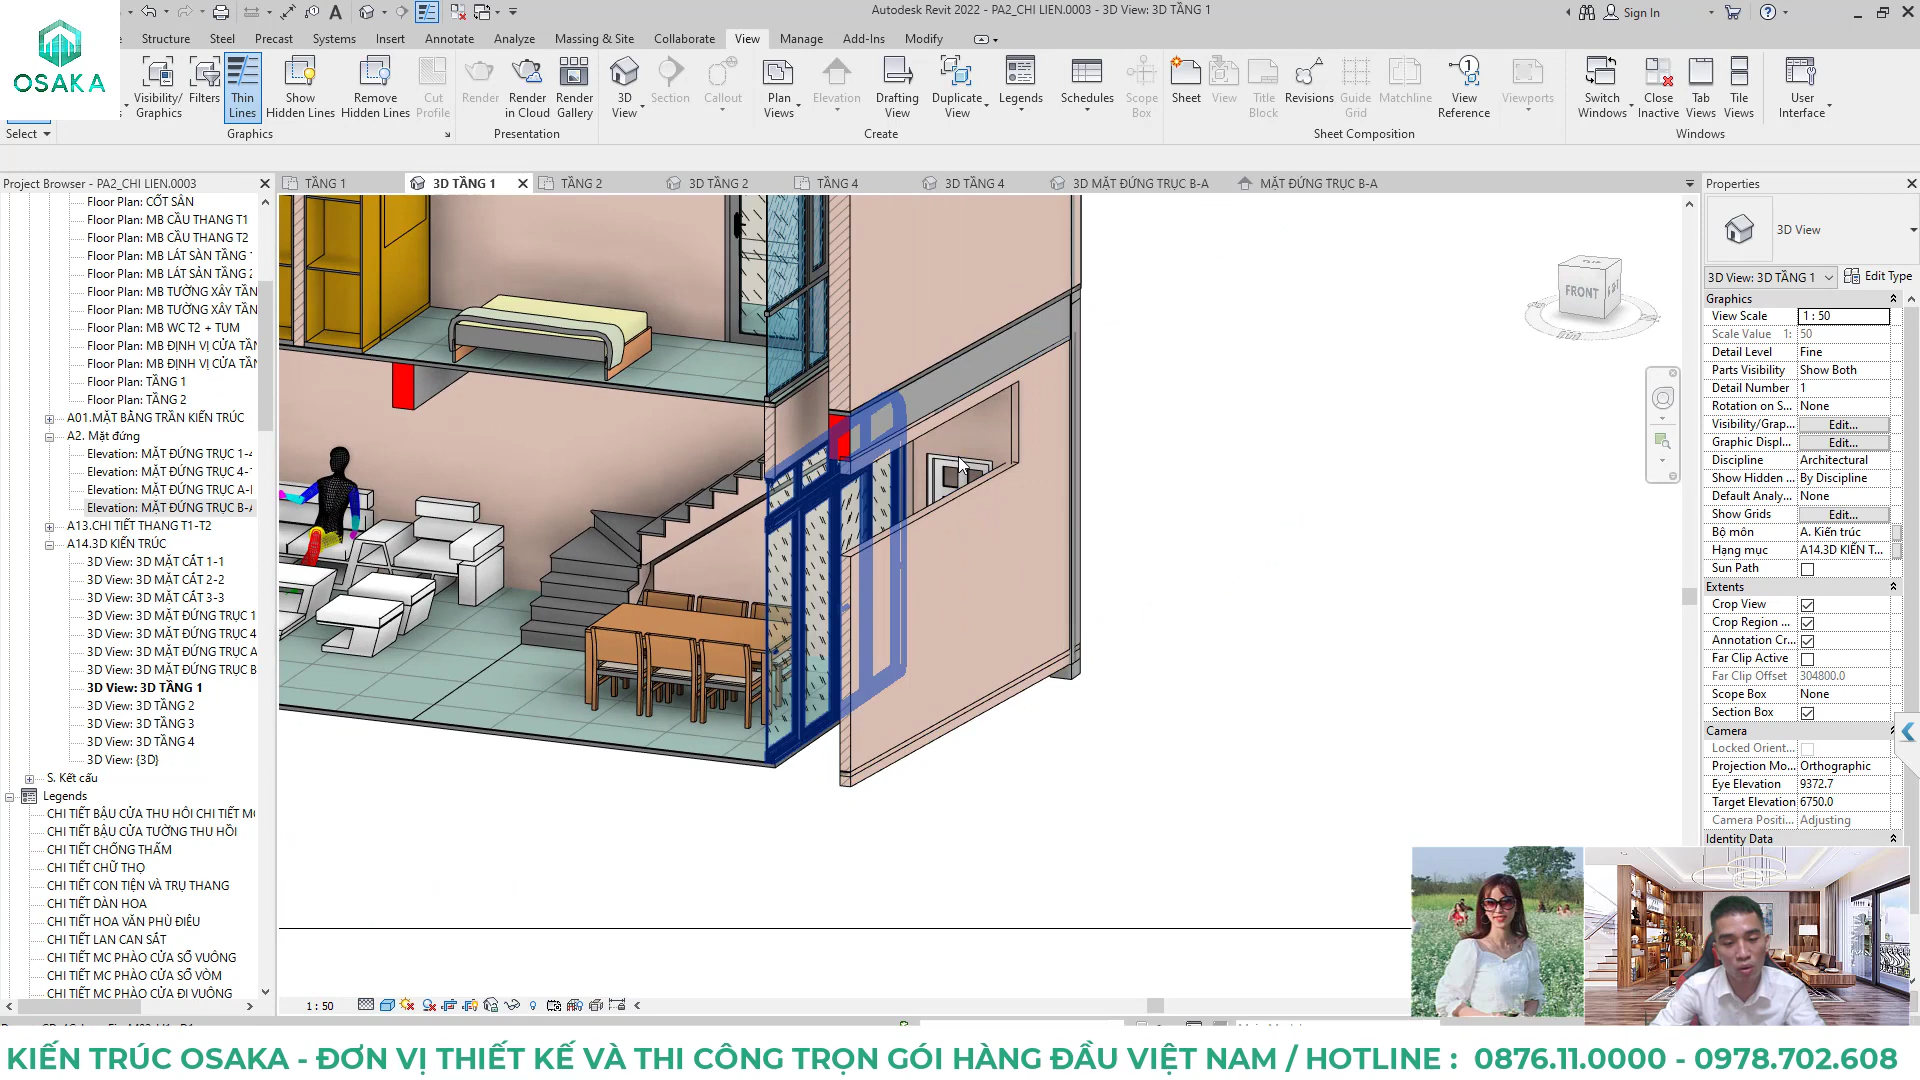 Autodesk Revit 2022 - PA2_CHI LIEN.0003 - 3D View: 3D TẦNG 1
Sign In
OSAKA
Structure Steel Precast Systems Insert Annotate Analyze Massing & Site Collaborate View Manage Add-Ins Modify
Visibility/ Graphics
Filters
Thin Lines
Show Hidden Lines
Remove Hidden Lines
Cut Profile
Render
Render in Cloud
Render Gallery
3D View
Section
Callout
Plan Views
Elevation
Drafting View
Duplicate View
Legends
Schedules
Scope Box
Sheet
View
Title Block
Revisions
Guide Grid
Matchline
View Reference
Viewports
Switch Windows
Close Inactive
Tab Views
Tile Views
User Interface
Select
Graphics
Presentation
Create
Sheet Composition
Windows
Project Browser - PA2_CHI LIEN.0003
TẦNG 1
3D TẦNG 1
TẦNG 2
3D TẦNG 2
TẦNG 4
3D TẦNG 4
3D MẶT ĐỨNG TRỤC B-A
MẶT ĐỨNG TRỤC B-A
Floor Plan: CỐT SÂN
Floor Plan: MB CẦU THANG T1
Floor Plan: MB CẦU THANG T2
Floor Plan: MB LÁT SÀN TẦNG
Floor Plan: MB LÁT SÀN TẦNG 2
Floor Plan: MB TƯỜNG XÂY TẦN
Floor Plan: MB TƯỜNG XÂY TẦN
Floor Plan: MB WC T2 + TUM
Floor Plan: MB ĐỊNH VỊ CỬA TẦN
Floor Plan: MB ĐỊNH VỊ CỬA TẦN
Floor Plan: TẦNG 1
Floor Plan: TẦNG 2
A01.MẶT BẰNG TRẦN KIẾN TRÚC
A2. Mặt đứng
Elevation: MẶT ĐỨNG TRỤC 1-4
Elevation: MẶT ĐỨNG TRỤC 4-
Elevation: MẶT ĐỨNG TRỤC A-
Elevation: MẶT ĐỨNG TRỤC B-A
A13.CHI TIẾT THANG T1-T2
A14.3D KIẾN TRÚC
3D View: 3D MẶT CẮT 1-1
3D View: 3D MẶT CẮT 2-2
3D View: 3D MẶT CẮT 3-3
3D View: 3D MẶT ĐỨNG TRỤC 1
3D View: 3D MẶT ĐỨNG TRỤC 4
3D View: 3D MẶT ĐỨNG TRỤC A
3D View: 3D MẶT ĐỨNG TRỤC B
3D View: 3D TẦNG 1
3D View: 3D TẦNG 2
3D View: 3D TẦNG 3
3D View: 3D TẦNG 4
3D View: {3D}
S. Kết cấu
Legends
CHI TIẾT BẬU CỬA THU HỒI CHI TIẾT
CHI TIẾT BẬU CỬA TƯỜNG THU HỒI
CHI TIẾT CHỐNG THẤM
CHI TIẾT CHỮ THỌ
CHI TIẾT CON TIỆN VÀ TRỤ THANG
CHI TIẾT DÀN HOA
CHI TIẾT HOA VĂN PHÙ ĐIÊU
CHI TIẾT LAN CAN SẮT
CHI TIẾT MC PHÀO CỬA SỔ VUÔNG
CHI TIẾT MC PHÀO CỬA SỔ VÒM
CHI TIẾT MC PHÀO CỬA ĐI VUÔNG
FRONT
1 : 50
Properties
3D View
3D View: 3D TẦNG 1
Edit Type
Graphics
View Scale 1 : 50
Scale Value 1: 50
Detail Level Fine
Parts Visibility Show Both
Detail Number 1
Rotation on S... None
Visibility/Grap... Edit...
Graphic Displ... Edit...
Discipline Architectural
Show Hidden ... By Discipline
Default Analy... None
Show Grids Edit...
Bộ môn A. Kiến trúc
Hạng mục A14.3D KIẾN T...
Sun Path
Extents
Crop View
Crop Region ...
Annotation Cr...
Far Clip Active
Far Clip Offset 304800.0
Scope Box None
Section Box
Camera
Locked Orient...
Projection Mo... Orthographic
Eye Elevation 9372.7
Target Elevation 6750.0
Camera Positi... Adjusting
Identity Data
KIẾN TRÚC OSAKA - ĐƠN VỊ THIẾT KẾ VÀ THI CÔNG TRỌN GÓI HÀNG ĐẦU VIỆT NAM / HOTLINE : 0876.11.0000 - 0978.702.608